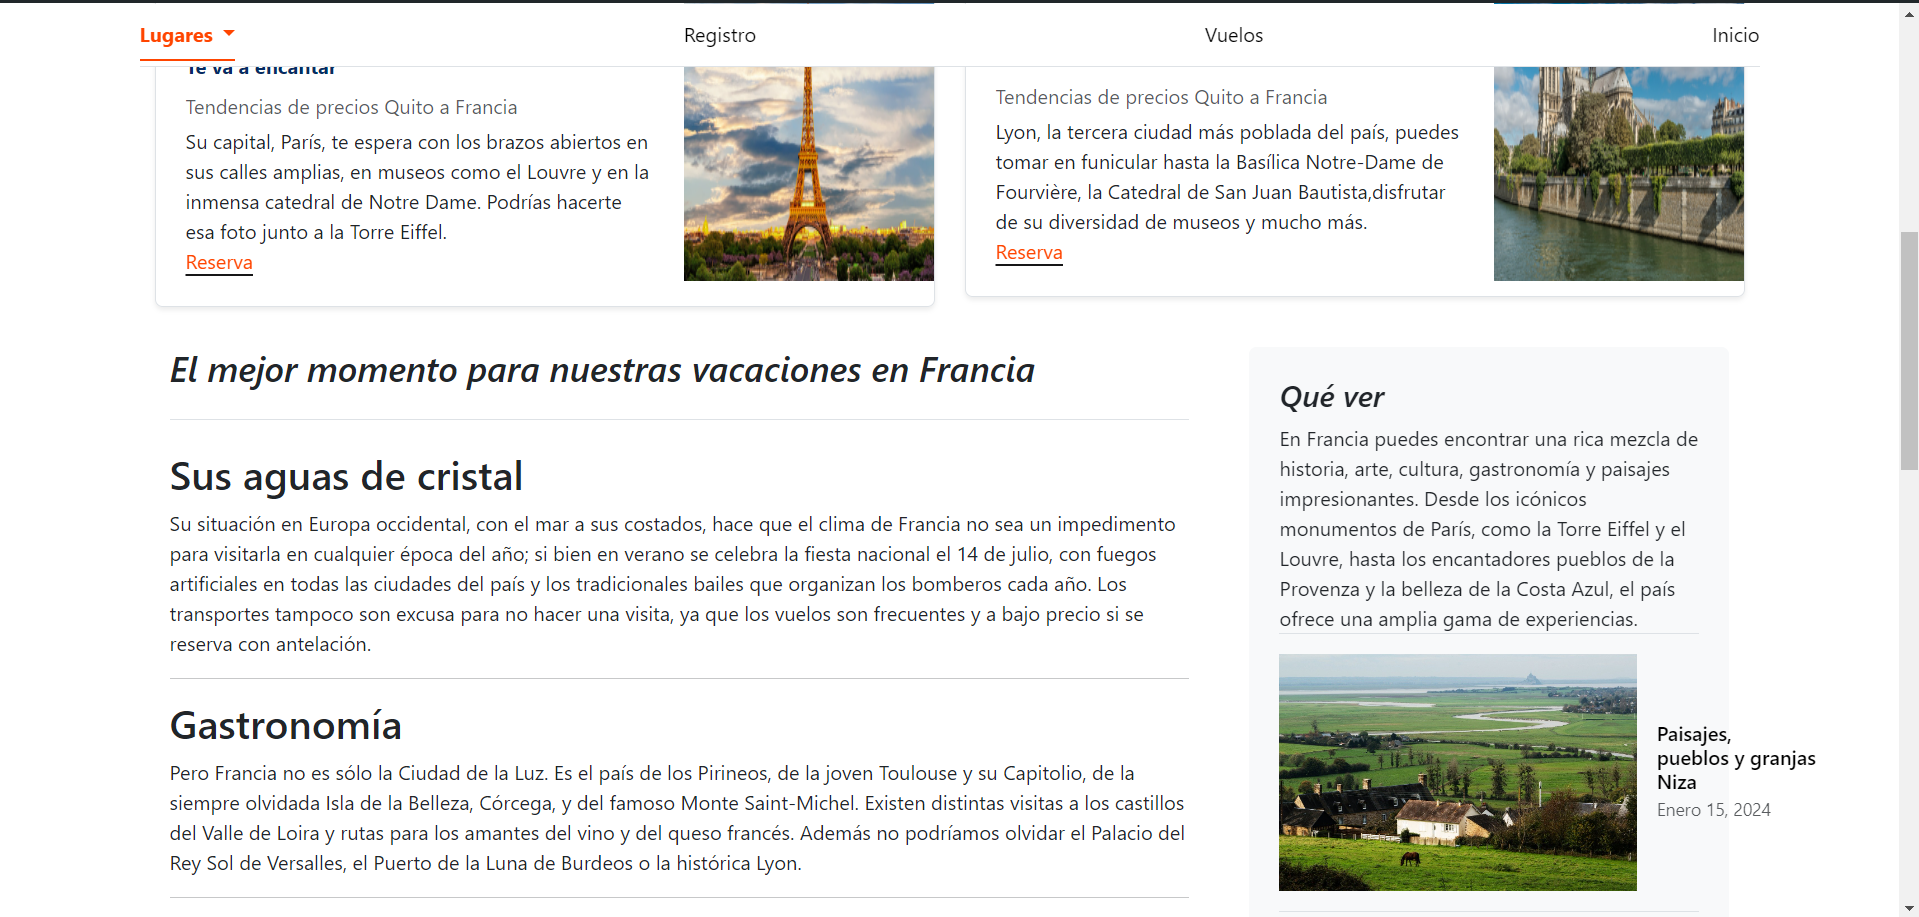 Lugares
Registro
Vuelos
Inicio
Te va a encantar
Tendencias de precios Quito a Francia
Su capital, París, te espera con los brazos abiertos en
sus calles amplias, en museos como el Louvre y en la
inmensa catedral de Notre Dame. Podrías hacerte
esa foto junto a la Torre Eiffel.
Reserva
Tendencias de precios Quito a Francia
Lyon, la tercera ciudad más poblada del país, puedes
tomar en funicular hasta la Basílica Notre-Dame de
Fourvière, la Catedral de San Juan Bautista,disfrutar
de su diversidad de museos y mucho más.
Reserva
El mejor momento para nuestras vacaciones en Francia
Sus aguas de cristal
Su situación en Europa occidental, con el mar a sus costados, hace que el clima de Francia no sea un impedimento
para visitarla en cualquier época del año; si bien en verano se celebra la fiesta nacional el 14 de julio, con fuegos
artificiales en todas las ciudades del país y los tradicionales bailes que organizan los bomberos cada año. Los
transportes tampoco son excusa para no hacer una visita, ya que los vuelos son frecuentes y a bajo precio si se
reserva con antelación.
Gastronomía
Pero Francia no es sólo la Ciudad de la Luz. Es el país de los Pirineos, de la joven Toulouse y su Capitolio, de la
siempre olvidada Isla de la Belleza, Córcega, y del famoso Monte Saint-Michel. Existen distintas visitas a los castillos
del Valle de Loira y rutas para los amantes del vino y del queso francés. Además no podríamos olvidar el Palacio del
Rey Sol de Versalles, el Puerto de la Luna de Burdeos o la histórica Lyon.
Qué ver
En Francia puedes encontrar una rica mezcla de
historia, arte, cultura, gastronomía y paisajes
impresionantes. Desde los icónicos
monumentos de París, como la Torre Eiffel y el
Louvre, hasta los encantadores pueblos de la
Provenza y la belleza de la Costa Azul, el país
ofrece una amplia gama de experiencias.
Paisajes,
pueblos y granjas
Niza
Enero 15, 2024